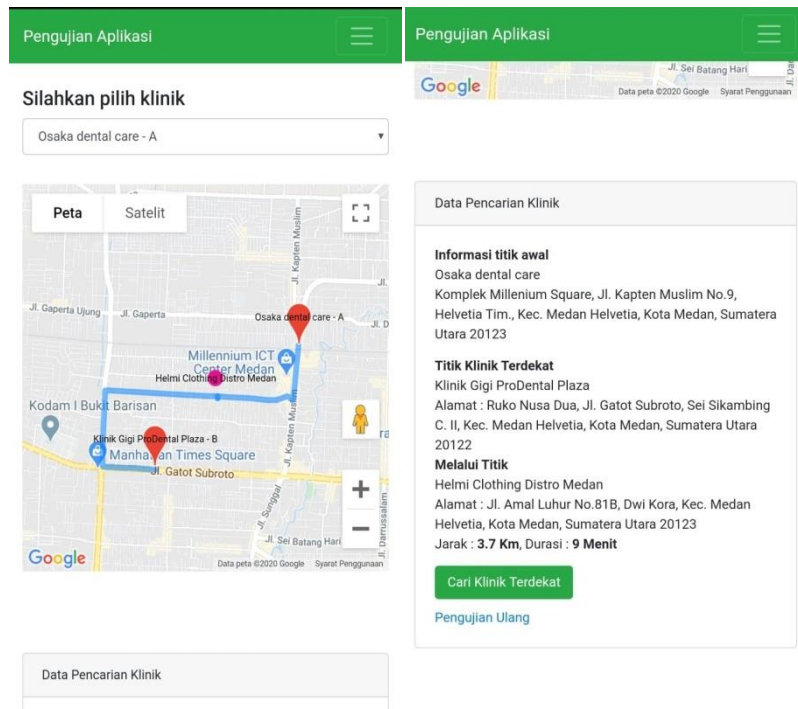 Pengujian Aplikasi
Silahkan pilih klinik
Osaka dental care - A
Peta
Satelit
Jl. Kapten Muslim
Jl. Gaperta Ujung
Jl. Gaperta
Osaka dental care - A
Millennium ICT
Center Medan
Helmi Clothing Distro Medan
Kodam I Bukit Barisan
Jl. Kapten Muslim
Klinik Gigi ProDental Plaza - B
Manhattan Times Square
Jl. Gatot Subroto
Jl. Sunggal
Jl. Darussalam
Jl. Sei Batang Hari
Google
Data peta ©2020 Google
Syarat Penggunaan
Data Pencarian Klinik
Pengujian Aplikasi
Jl. Sei Batang Hari
Google
Data peta ©2020 Google
Syarat Penggunaan
Data Pencarian Klinik
Informasi titik awal
Osaka dental care
Komplek Millenium Square, Jl. Kapten Muslim No.9,
Helvetia Tim., Kec. Medan Helvetia, Kota Medan, Sumatera
Utara 20123
Titik Klinik Terdekat
Klinik Gigi ProDental Plaza
Alamat : Ruko Nusa Dua, Jl. Gatot Subroto, Sei Sikambing
C. II, Kec. Medan Helvetia, Kota Medan, Sumatera Utara
20122
Melalui Titik
Helmi Clothing Distro Medan
Alamat : Jl. Amal Luhur No.81B, Dwi Kora, Kec. Medan
Helvetia, Kota Medan, Sumatera Utara 20123
Jarak : 3.7 Km, Durasi : 9 Menit
Cari Klinik Terdekat
Pengujian Ulang